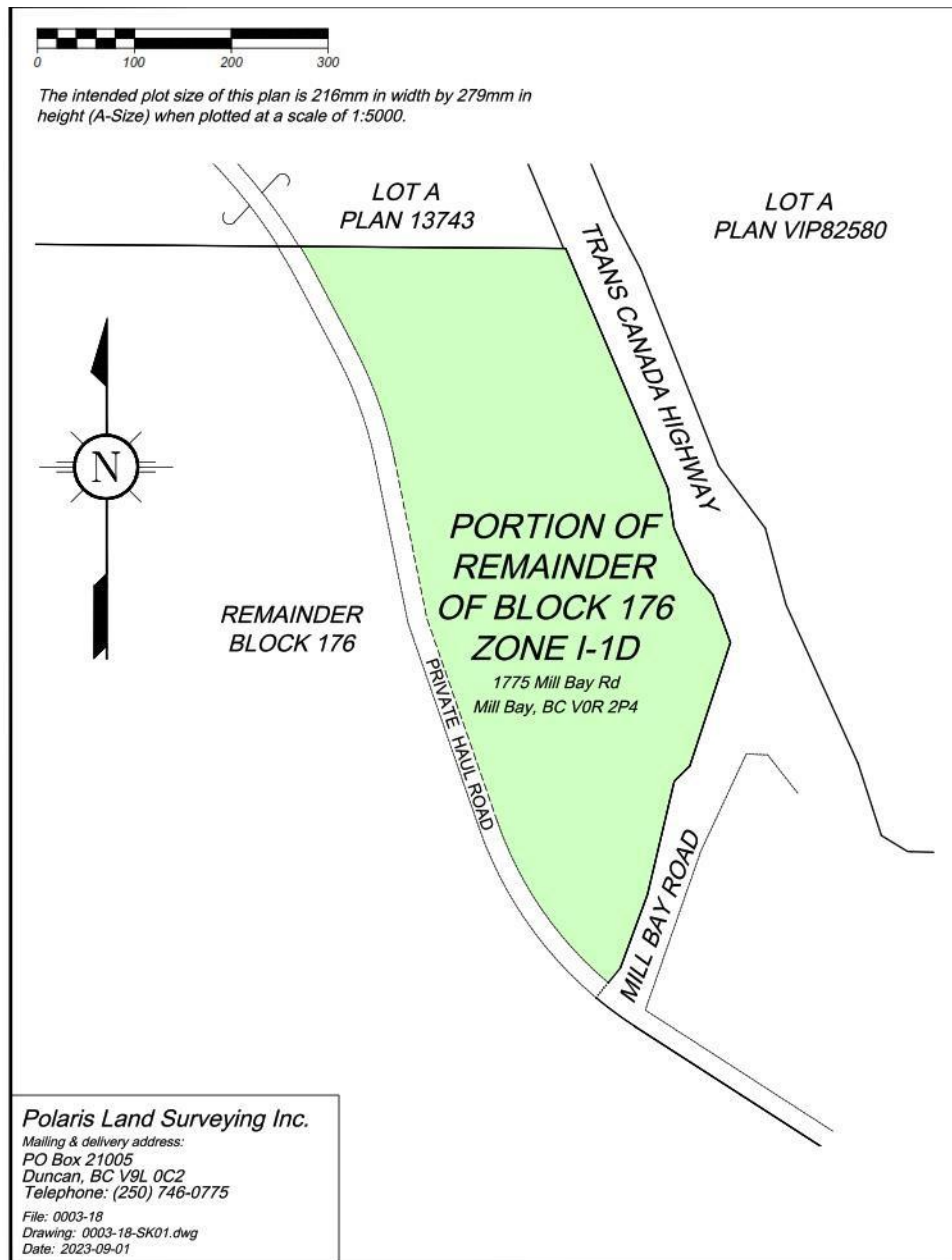 0 100 200 300
The intended plot size of this plan is 216mm in width by 279mm in
height (A-Size) when plotted at a scale of 1:5000.
LOT A
PLAN 13743
LOT A
PLAN VIP82580
TRANS CANADA HIGHWAY
N
PORTION OF
REMAINDER
OF BLOCK 176
ZONE I-1D
1775 Mill Bay Rd
Mill Bay, BC V0R 2P4
REMAINDER
BLOCK 176
PRIVATE HAUL ROAD
MILL BAY ROAD
Polaris Land Surveying Inc.
Mailing & delivery address:
PO Box 21005
Duncan, BC V9L 0C2
Telephone: (250) 746-0775
File: 0003-18
Drawing: 0003-18-SK01.dwg
Date: 2023-09-01